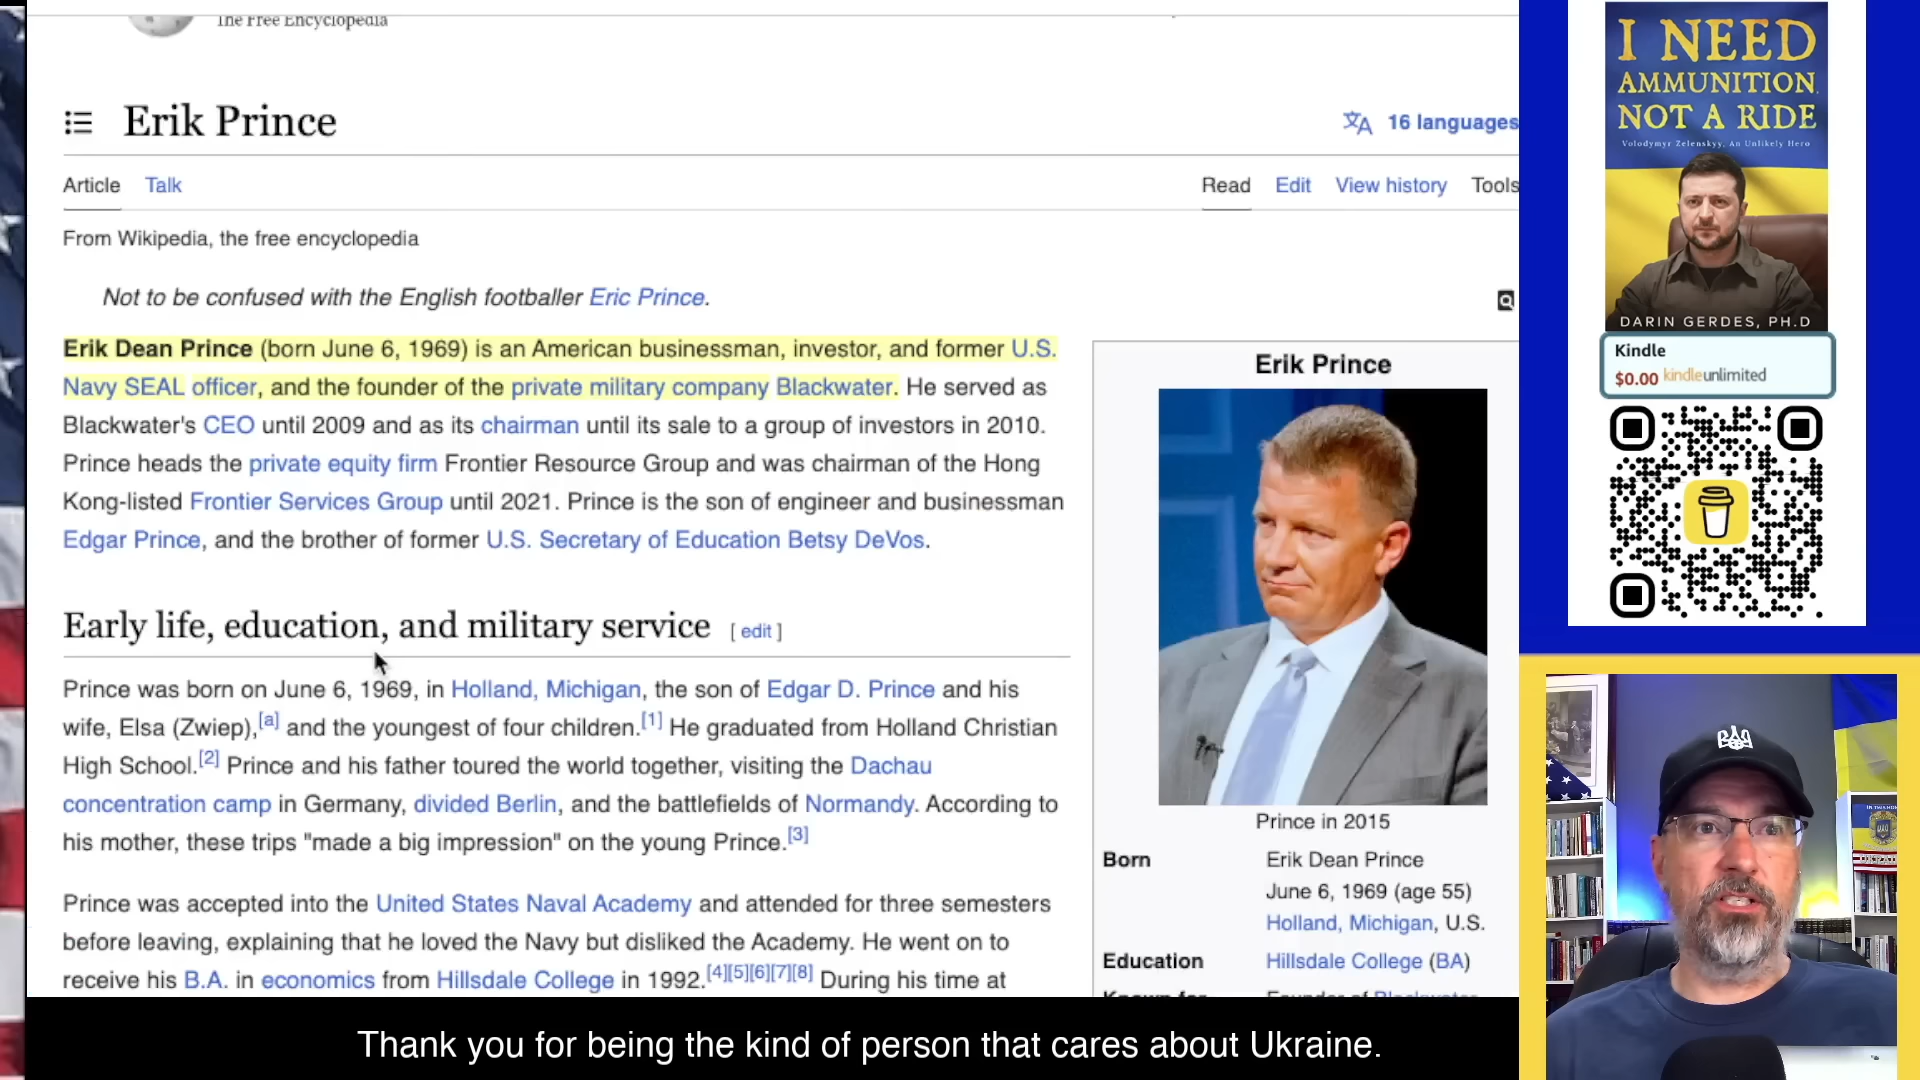 The Free Encyclopedia
Erik Prince
16 languages
Article Talk
Read Edit View history Tools
From Wikipedia, the free encyclopedia
Not to be confused with the English footballer Eric Prince.
Erik Dean Prince (born June 6, 1969) is an American businessman, investor, and former U.S.
Navy SEAL officer, and the founder of the private military company Blackwater. He served as
Blackwater's CEO until 2009 and as its chairman until its sale to a group of investors in 2010.
Prince heads the private equity firm Frontier Resource Group and was chairman of the Hong
Kong-listed Frontier Services Group until 2021. Prince is the son of engineer and businessman
Edgar Prince, and the brother of former U.S. Secretary of Education Betsy DeVos.
Early life, education, and military service [ edit ]
Prince was born on June 6, 1969, in Holland, Michigan, the son of Edgar D. Prince and his
wife, Elsa (Zwiep),[a] and the youngest of four children.[1] He graduated from Holland Christian
High School.[2] Prince and his father toured the world together, visiting the Dachau
concentration camp in Germany, divided Berlin, and the battlefields of Normandy. According to
his mother, these trips "made a big impression" on the young Prince.[3]
Prince was accepted into the United States Naval Academy and attended for three semesters
before leaving, explaining that he loved the Navy but disliked the Academy. He went on to
receive his B.A. in economics from Hillsdale College in 1992.[4][5][6][7][8] During his time at
Erik Prince
Prince in 2015
Born Erik Dean Prince
June 6, 1969 (age 55)
Holland, Michigan, U.S.
Education Hillsdale College (BA)
Known for Founder of Blackwater
I NEED
AMMUNITION,
NOT A RIDE
Volodymyr Zelenskyy, An Unlikely Hero
DARIN GERDES, PH.D
Kindle
$0.00 kindleunlimited
Thank you for being the kind of person that cares about Ukraine.